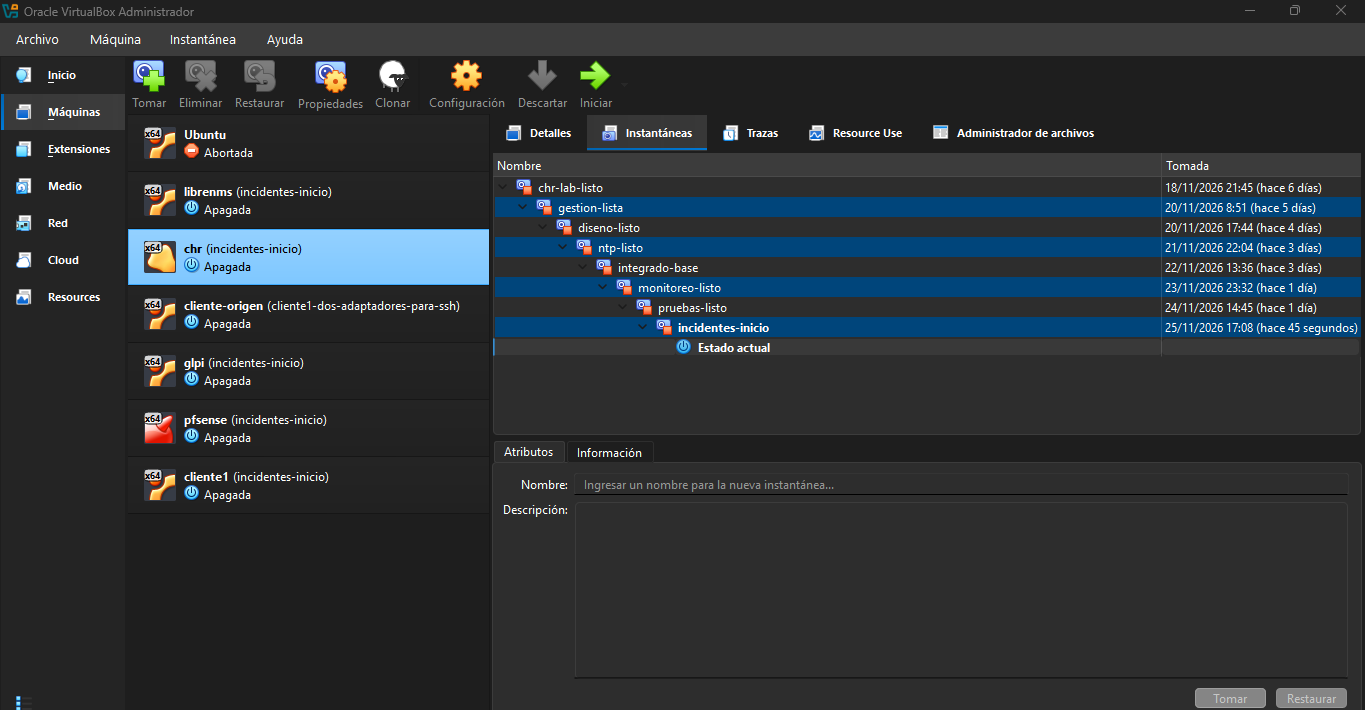 Oracle VirtualBox Administrador
Archivo Máquina Instantánea Ayuda
Inicio
Máquinas
Extensiones
Medio
Red
Cloud
Resources
Tomar Eliminar Restaurar Propiedades Clonar Configuración Descartar Iniciar
x64 Ubuntu
Abortada
x64 librenms (incidentes-inicio)
Apagada
x64 chr (incidentes-inicio)
Apagada
x64 cliente-origen (cliente1-dos-adaptadores-para-ssh)
Apagada
x64 glpi (incidentes-inicio)
Apagada
x64 pfsense (incidentes-inicio)
Apagada
x64 cliente1 (incidentes-inicio)
Apagada
Detalles Instantáneas Trazas Resource Use Administrador de archivos
Nombre Tomada
chr-lab-listo 18/11/2026 21:45 (hace 6 días)
gestion-lista 20/11/2026 8:51 (hace 5 días)
diseno-listo 20/11/2026 17:44 (hace 4 días)
ntp-listo 21/11/2026 22:04 (hace 3 días)
integrado-base 22/11/2026 13:36 (hace 3 días)
monitoreo-listo 23/11/2026 23:32 (hace 1 día)
pruebas-listo 24/11/2026 14:45 (hace 1 día)
incidentes-inicio 25/11/2026 17:08 (hace 45 segundos)
Estado actual
Atributos Información
Nombre: Ingresar un nombre para la nueva instantánea...
Descripción:
Tomar Restaurar